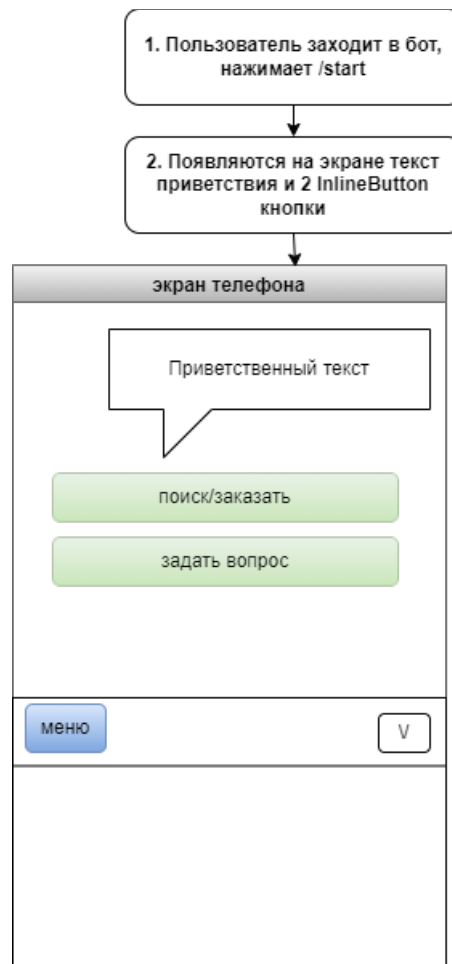 1. Пользователь заходит в бот,
нажимает /start
2. Появляются на экране текст
приветствия и 2 InlineButton
кнопки
экран телефона
Приветственный текст
поиск/заказать
задать вопрос
меню
V